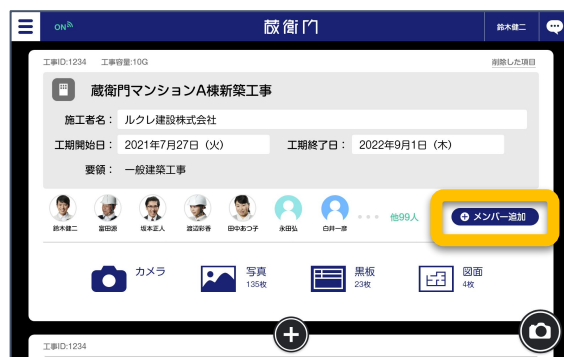 ON
蔵衛門
鈴木健二
工事ID:1234 工事容量:10G
削除した項目
蔵衛門マンションA棟新築工事
施工者名： ルクレ建設株式会社
工期開始日： 2021年7月27日（火） 工期終了日： 2022年9月1日（木）
要領： 一般建築工事
他99人
メンバー追加
鈴木健二 富田源 坂本正人 渡辺彩香 田中あつ子 永田弘 白井一彦
カメラ 写真 黒板 図面
135枚 23枚 4枚
工事ID:1234